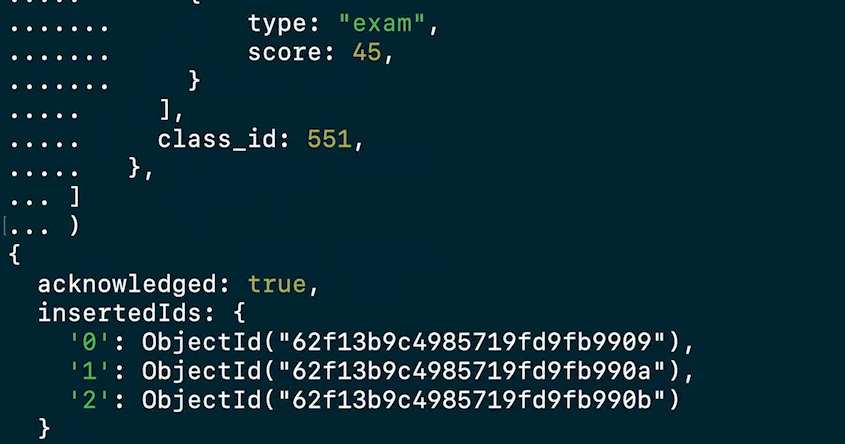 .......         type: "exam",
.......         score: 45,
.......     }
.....     ],
.....     class_id: 551,
.....   },
... ]
... )
{
  acknowledged: true,
  insertedIds: {
    '0': ObjectId("62f13b9c4985719fd9fb9909"),
    '1': ObjectId("62f13b9c4985719fd9fb990a"),
    '2': ObjectId("62f13b9c4985719fd9fb990b")
  }